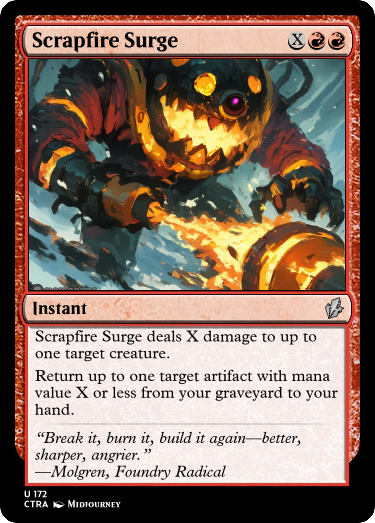 Scrapfire Surge X R R
Instant
Scrapfire Surge deals X damage to up to
one target creature.
Return up to one target artifact with mana
value X or less from your graveyard to your
hand.
“Break it, burn it, build it again—better,
sharper, angrier.”
—Molgren, Foundry Radical
U 172
CTRA Midjourney